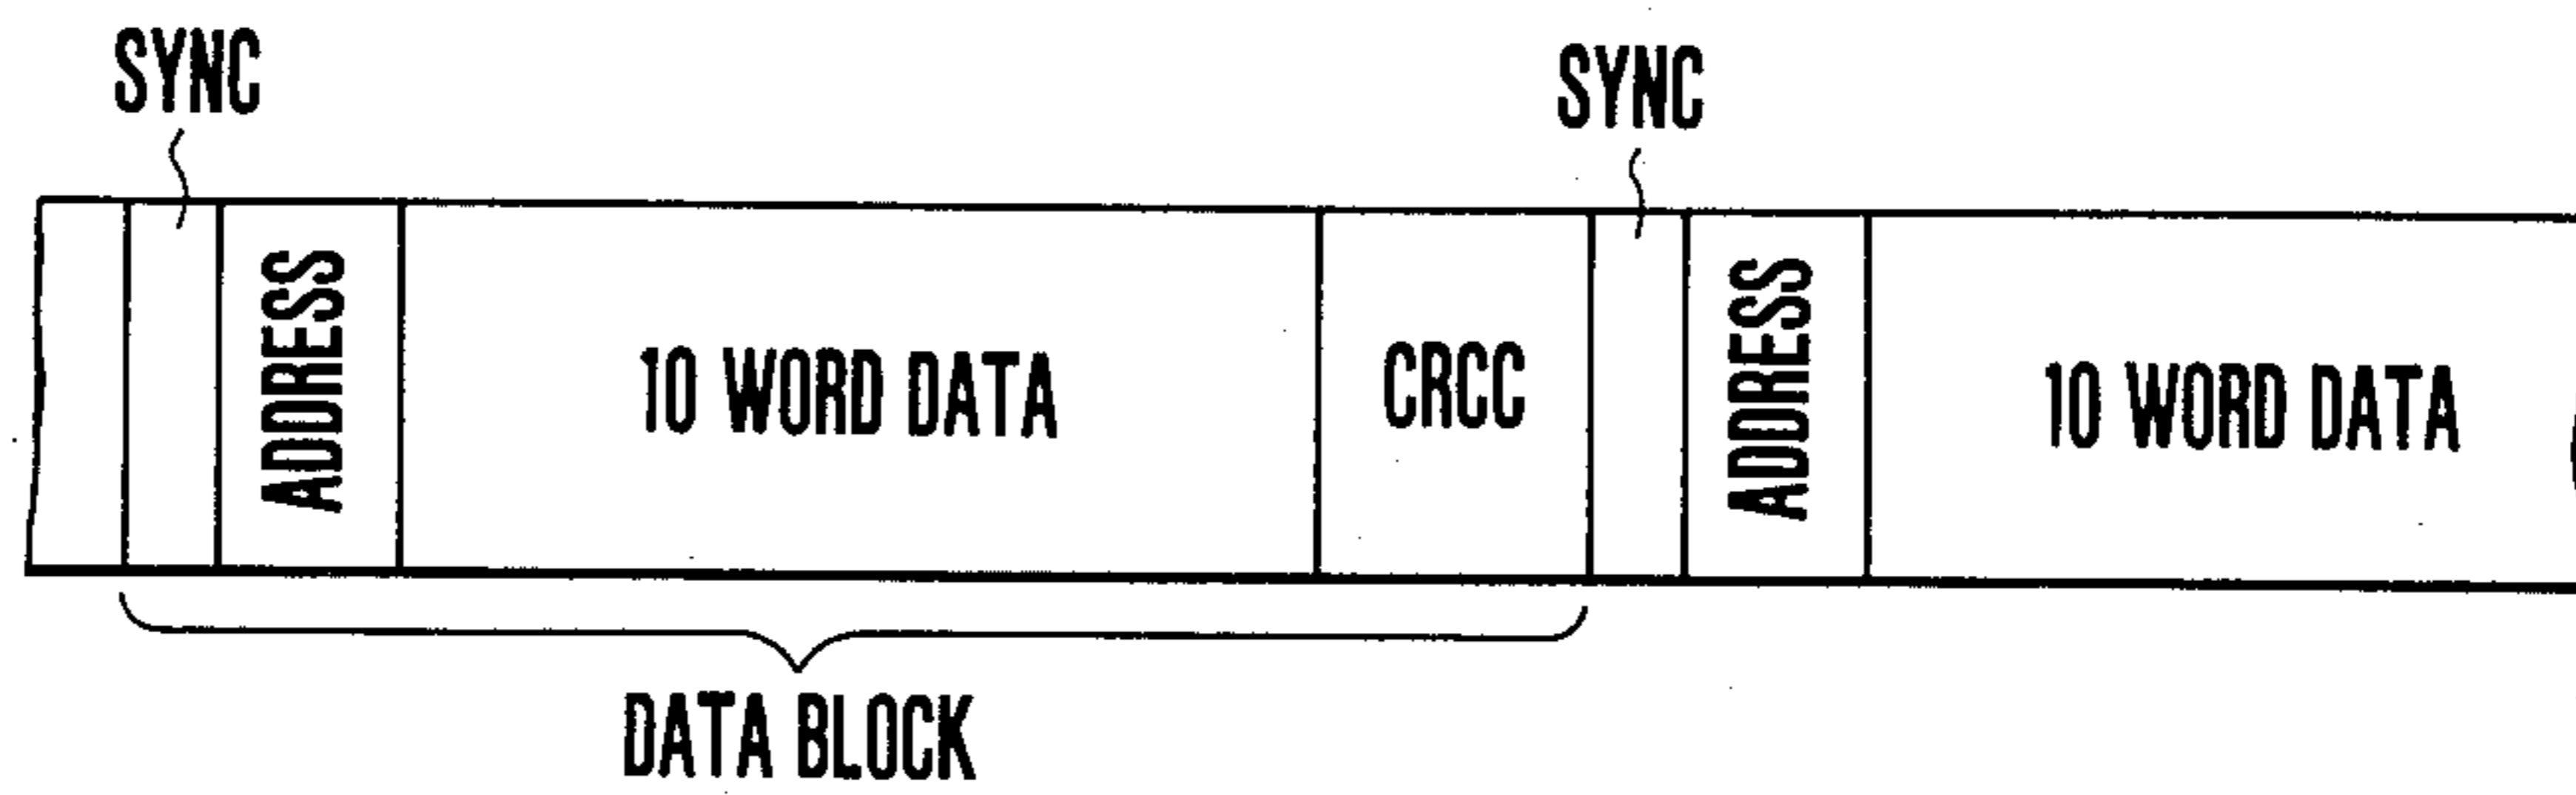 SYNC
SYNC
ADDRESS
10 WORD DATA
CRCC
ADDRESS
10 WORD DATA
DATA BLOCK